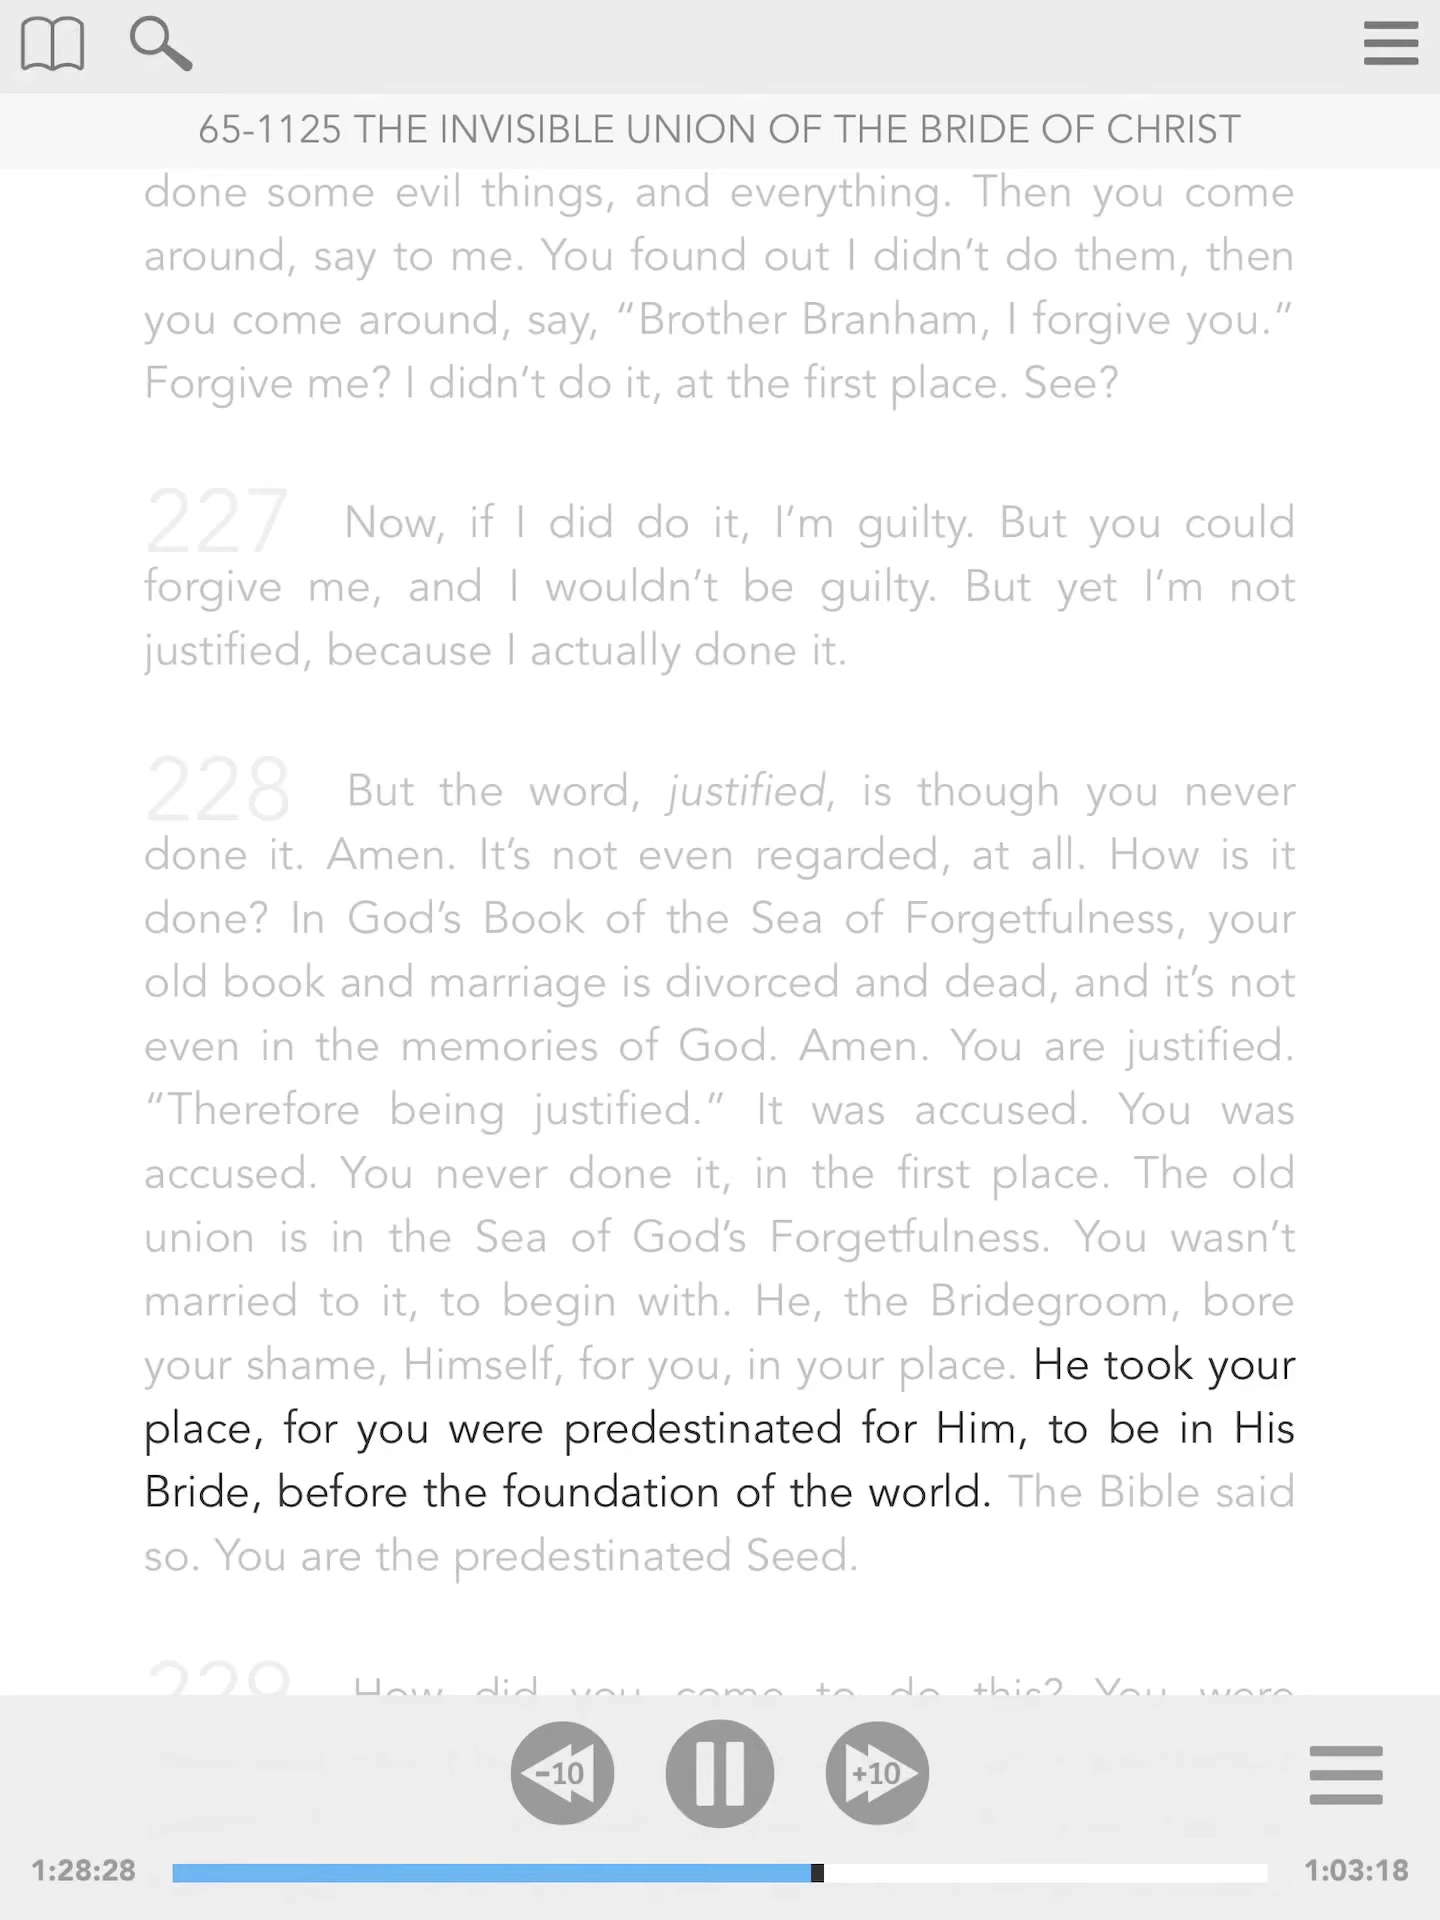 65-1125 THE INVISIBLE UNION OF THE BRIDE OF CHRIST
done some evil things, and everything. Then you come
around, say to me. You found out I didn’t do them, then
you come around, say, “Brother Branham, I forgive you.”
Forgive me? I didn’t do it, at the first place. See?
227 Now, if I did do it, I’m guilty. But you could
forgive me, and I wouldn’t be guilty. But yet I’m not
justified, because I actually done it.
228 But the word, justified, is though you never
done it. Amen. It’s not even regarded, at all. How is it
done? In God’s Book of the Sea of Forgetfulness, your
old book and marriage is divorced and dead, and it’s not
even in the memories of God. Amen. You are justified.
“Therefore being justified.” It was accused. You was
accused. You never done it, in the first place. The old
union is in the Sea of God’s Forgetfulness. You wasn’t
married to it, to begin with. He, the Bridegroom, bore
your shame, Himself, for you, in your place. He took your
place, for you were predestinated for Him, to be in His
Bride, before the foundation of the world. The Bible said
so. You are the predestinated Seed.
229 How did you come to do this? You were
-10 +10
1:28:28 1:03:18